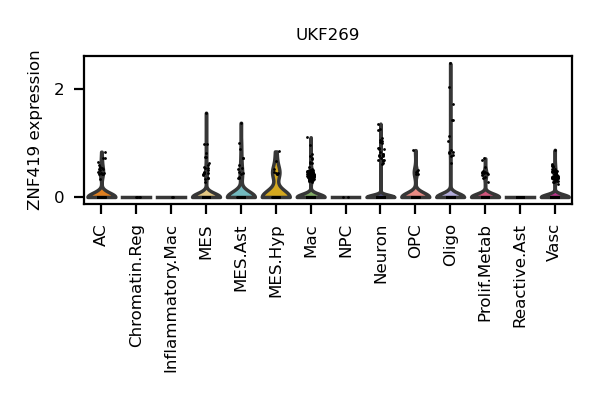 UKF269
ZNF419 expression
2
0
AC
Chromatin.Reg
Inflammatory.Mac
MES
MES.Ast
MES.Hyp
Mac
NPC
Neuron
OPC
Oligo
Prolif.Metab
Reactive.Ast
Vasc